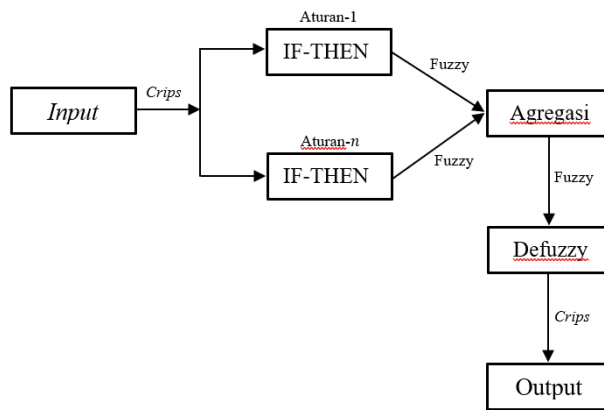 Aturan-1
IF-THEN
Fuzzy
Crips
Input
Agregasi
Aturan-n
IF-THEN
Fuzzy
Fuzzy
Defuzzy
Crips
Output